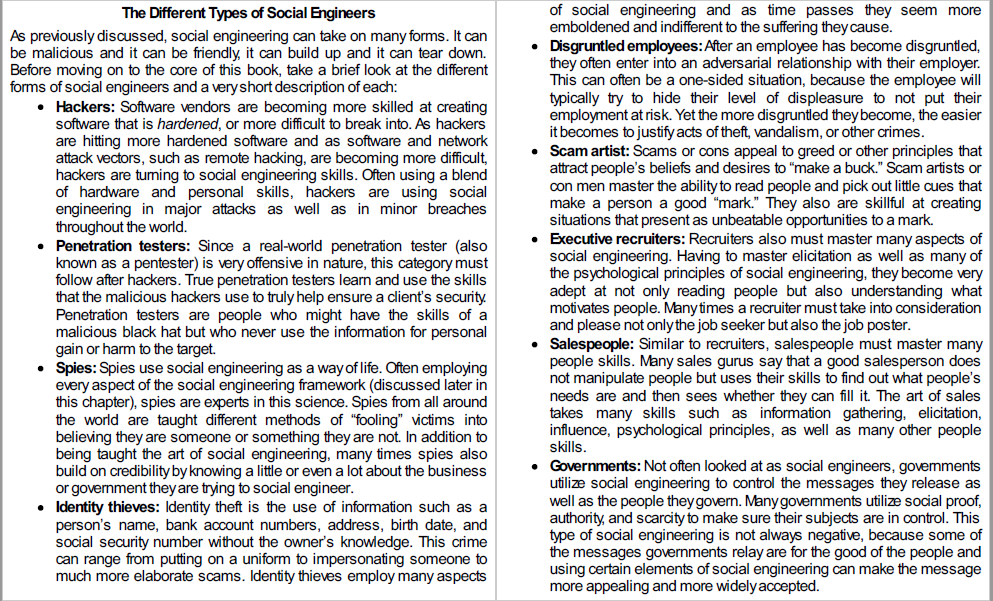 The Different Types of Social Engineers
As previously discussed, social engineering can take on many forms. It can
be malicious and it can be friendly, it can build up and it can tear down.
Before moving on to the core of this book, take a brief look at the different
forms of social engineers and a very short description of each:
• Hackers: Software vendors are becoming more skilled at creating
software that is hardened, or more difficult to break into. As hackers
are hitting more hardened software and as software and network
attack vectors, such as remote hacking, are becoming more difficult,
hackers are turning to social engineering skills. Often using a blend
of hardware and personal skills, hackers are using social
engineering in major attacks as well as in minor breaches
throughout the world.
• Penetration testers: Since a real-world penetration tester (also
known as a pentester) is very offensive in nature, this category must
follow after hackers. True penetration testers learn and use the skills
that the malicious hackers use to truly help ensure a client's security.
Penetration testers are people who might have the skills of a
malicious black hat but who never use the information for personal
gain or harm to the target.
• Spies: Spies use social engineering as a way of life. Often employing
every aspect of the social engineering framework (discussed later in
this chapter), spies are experts in this science. Spies from all around
the world are taught different methods of “fooling” victims into
believing they are someone or something they are not. In addition to
being taught the art of social engineering, many times spies also
build on credibility by knowing a little or even a lot about the business
or government they are trying to social engineer.
• Identity thieves: Identity theft is the use of information such as a
person's name, bank account numbers, address, birth date, and
social security number without the owner's knowledge. This crime
can range from putting on a uniform to impersonating someone to
much more elaborate scams. Identity thieves employ many aspects
of social engineering and as time passes they seem more
emboldened and indifferent to the suffering they cause.
• Disgruntled employees: After an employee has become disgruntled,
they often enter into an adversarial relationship with their employer.
This can often be a one-sided situation, because the employee will
typically try to hide their level of displeasure to not put their
employment at risk. Yet the more disgruntled they become, the easier
it becomes to justify acts of theft, vandalism, or other crimes.
• Scam artist: Scams or cons appeal to greed or other principles that
attract people's beliefs and desires to “make a buck.” Scam artists or
con men master the ability to read people and pick out little cues that
make a person a good “mark.” They also are skillful at creating
situations that present as unbeatable opportunities to a mark.
• Executive recruiters: Recruiters also must master many aspects of
social engineering. Having to master elicitation as well as many of
the psychological principles of social engineering, they become very
adept at not only reading people but also understanding what
motivates people. Many times a recruiter must take into consideration
and please not only the job seeker but also the job poster.
• Salespeople: Similar to recruiters, salespeople must master many
people skills. Many sales gurus say that a good salesperson does
not manipulate people but uses their skills to find out what people's
needs are and then sees whether they can fill it. The art of sales
takes many skills such as information gathering, elicitation,
influence, psychological principles, as well as many other people
skills.
• Governments: Not often looked at as social engineers, governments
utilize social engineering to control the messages they release as
well as the people they govern. Many governments utilize social proof,
authority, and scarcity to make sure their subjects are in control. This
type of social engineering is not always negative, because some of
the messages governments relay are for the good of the people and
using certain elements of social engineering can make the message
more appealing and more widely accepted.